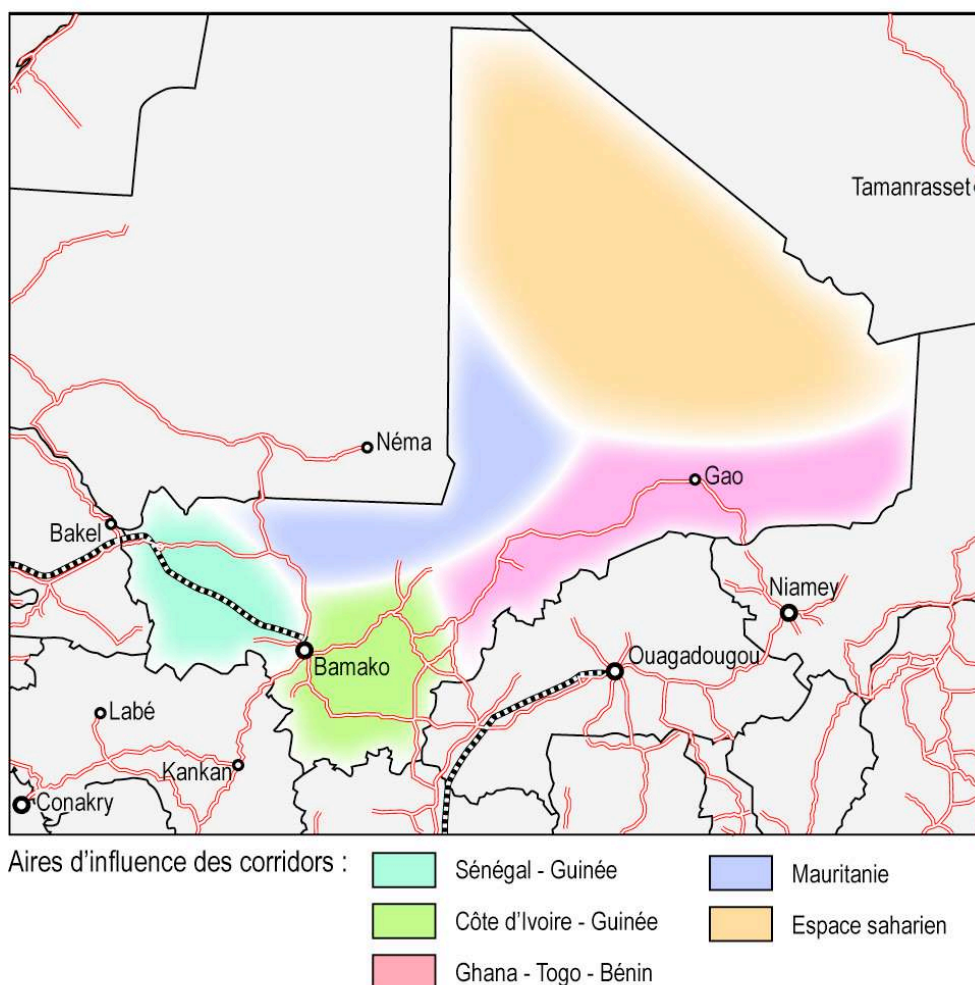 Tamanrasset
Néma
Gao
Bakel
Niamey
Bamako
Ouagadougou
Labé
Kankan
Conakry
Aires d'influence des corridors :
Sénégal - Guinée
Mauritanie
Côte d'Ivoire - Guinée
Espace saharien
Ghana - Togo - Bénin